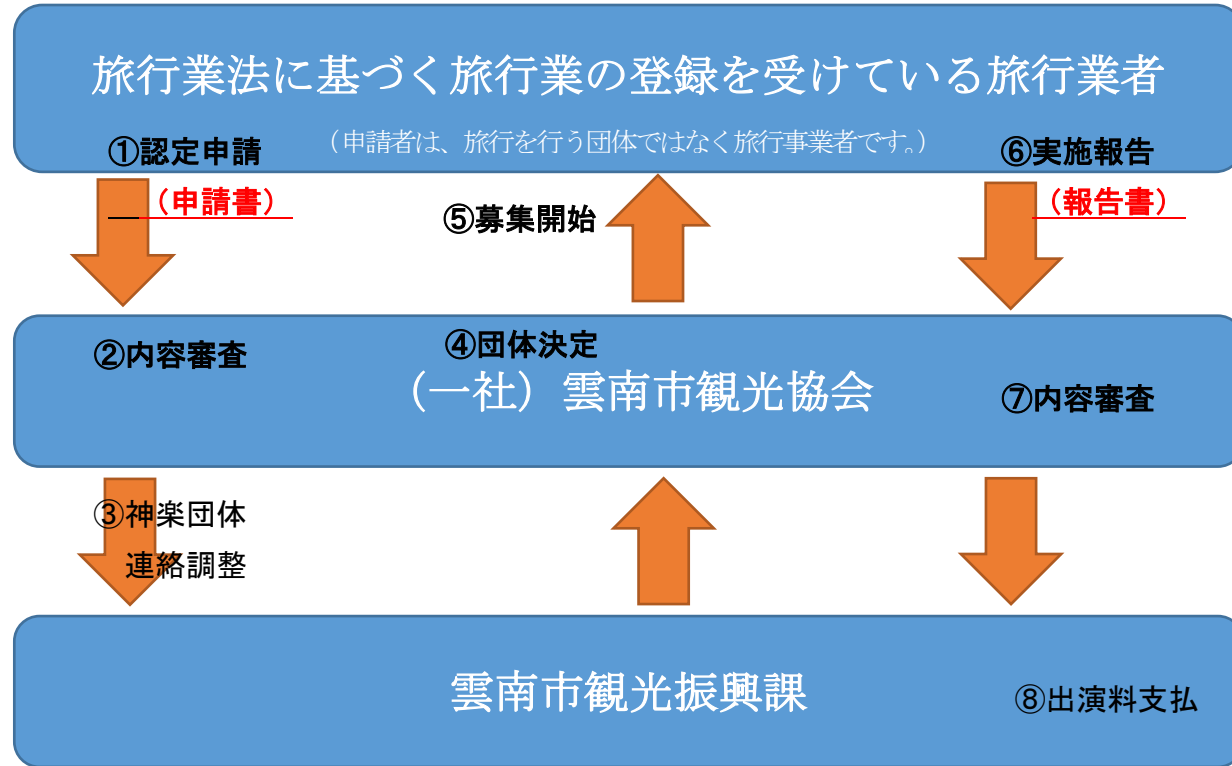 旅行業法に基づく旅行業の登録を受けている旅行業者
（申請者は、旅行を行う団体ではなく旅行事業者です。）
①認定申請
（申請書）
⑤募集開始
⑥実施報告
（報告書）
②内容審査
④団体決定
（一社）雲南市観光協会
⑦内容審査
③神楽団体
連絡調整
雲南市観光振興課
⑧出演料支払